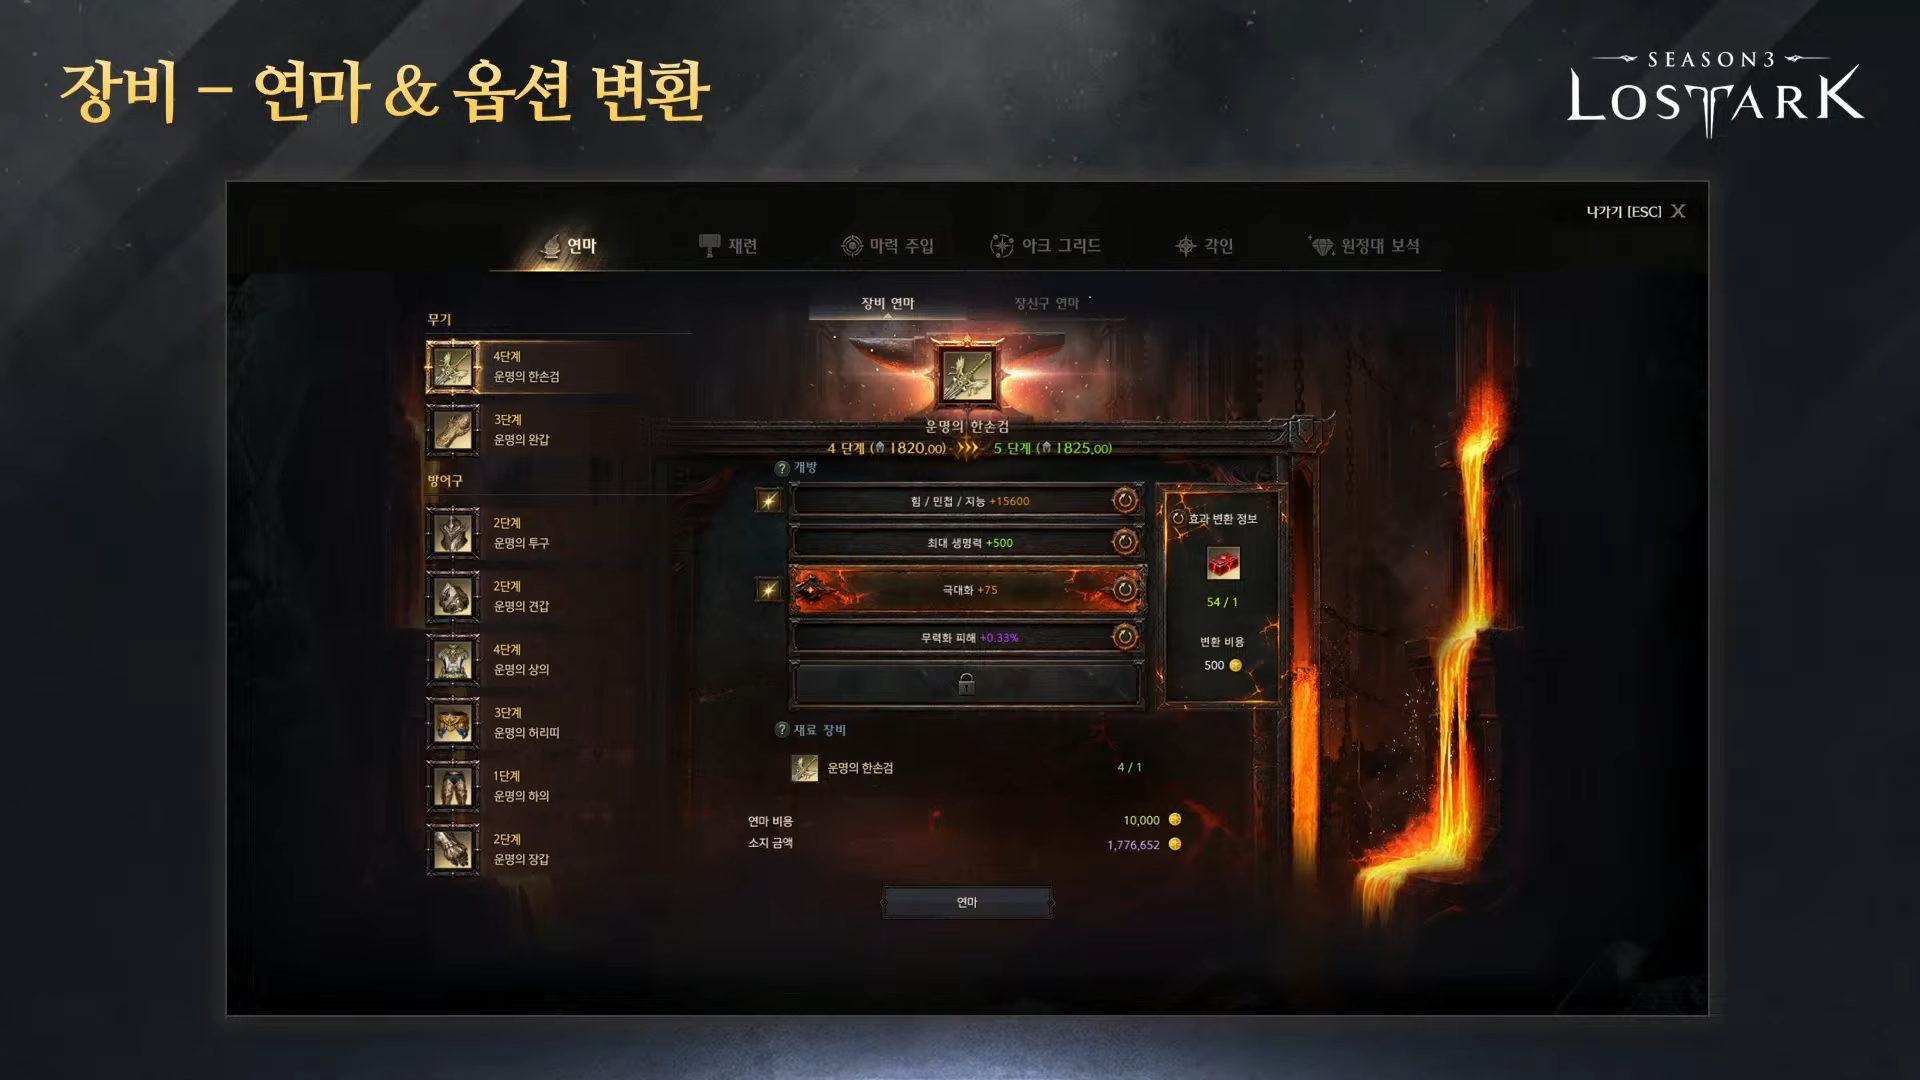 장비 – 연마 & 옵션 변환
SEASON3
LOSTARK
나가기 [ESC] X
연마
재련
마력 주입
아크 그리드
각인
원정대 보석
장비 연마
장신구 연마
무기
4단계
운명의 한손검
3단계
운명의 완갑
방어구
2단계
운명의 투구
2단계
운명의 견갑
4단계
운명의 상의
3단계
운명의 허리띠
1단계
운명의 하의
2단계
운명의 장갑
운명의 한손검
4 단계 (1820.00) 5 단계 (1825.00)
? 개방
힘 / 민첩 / 지능 +15600
최대 생명력 +500
극대화 +75
무력화 피해 +0.33%
효과 변환 정보
54 / 1
변환 비용
500
? 재료 장비
운명의 한손검 4 / 1
연마 비용 10,000
소지 금액 1,776,652
연마